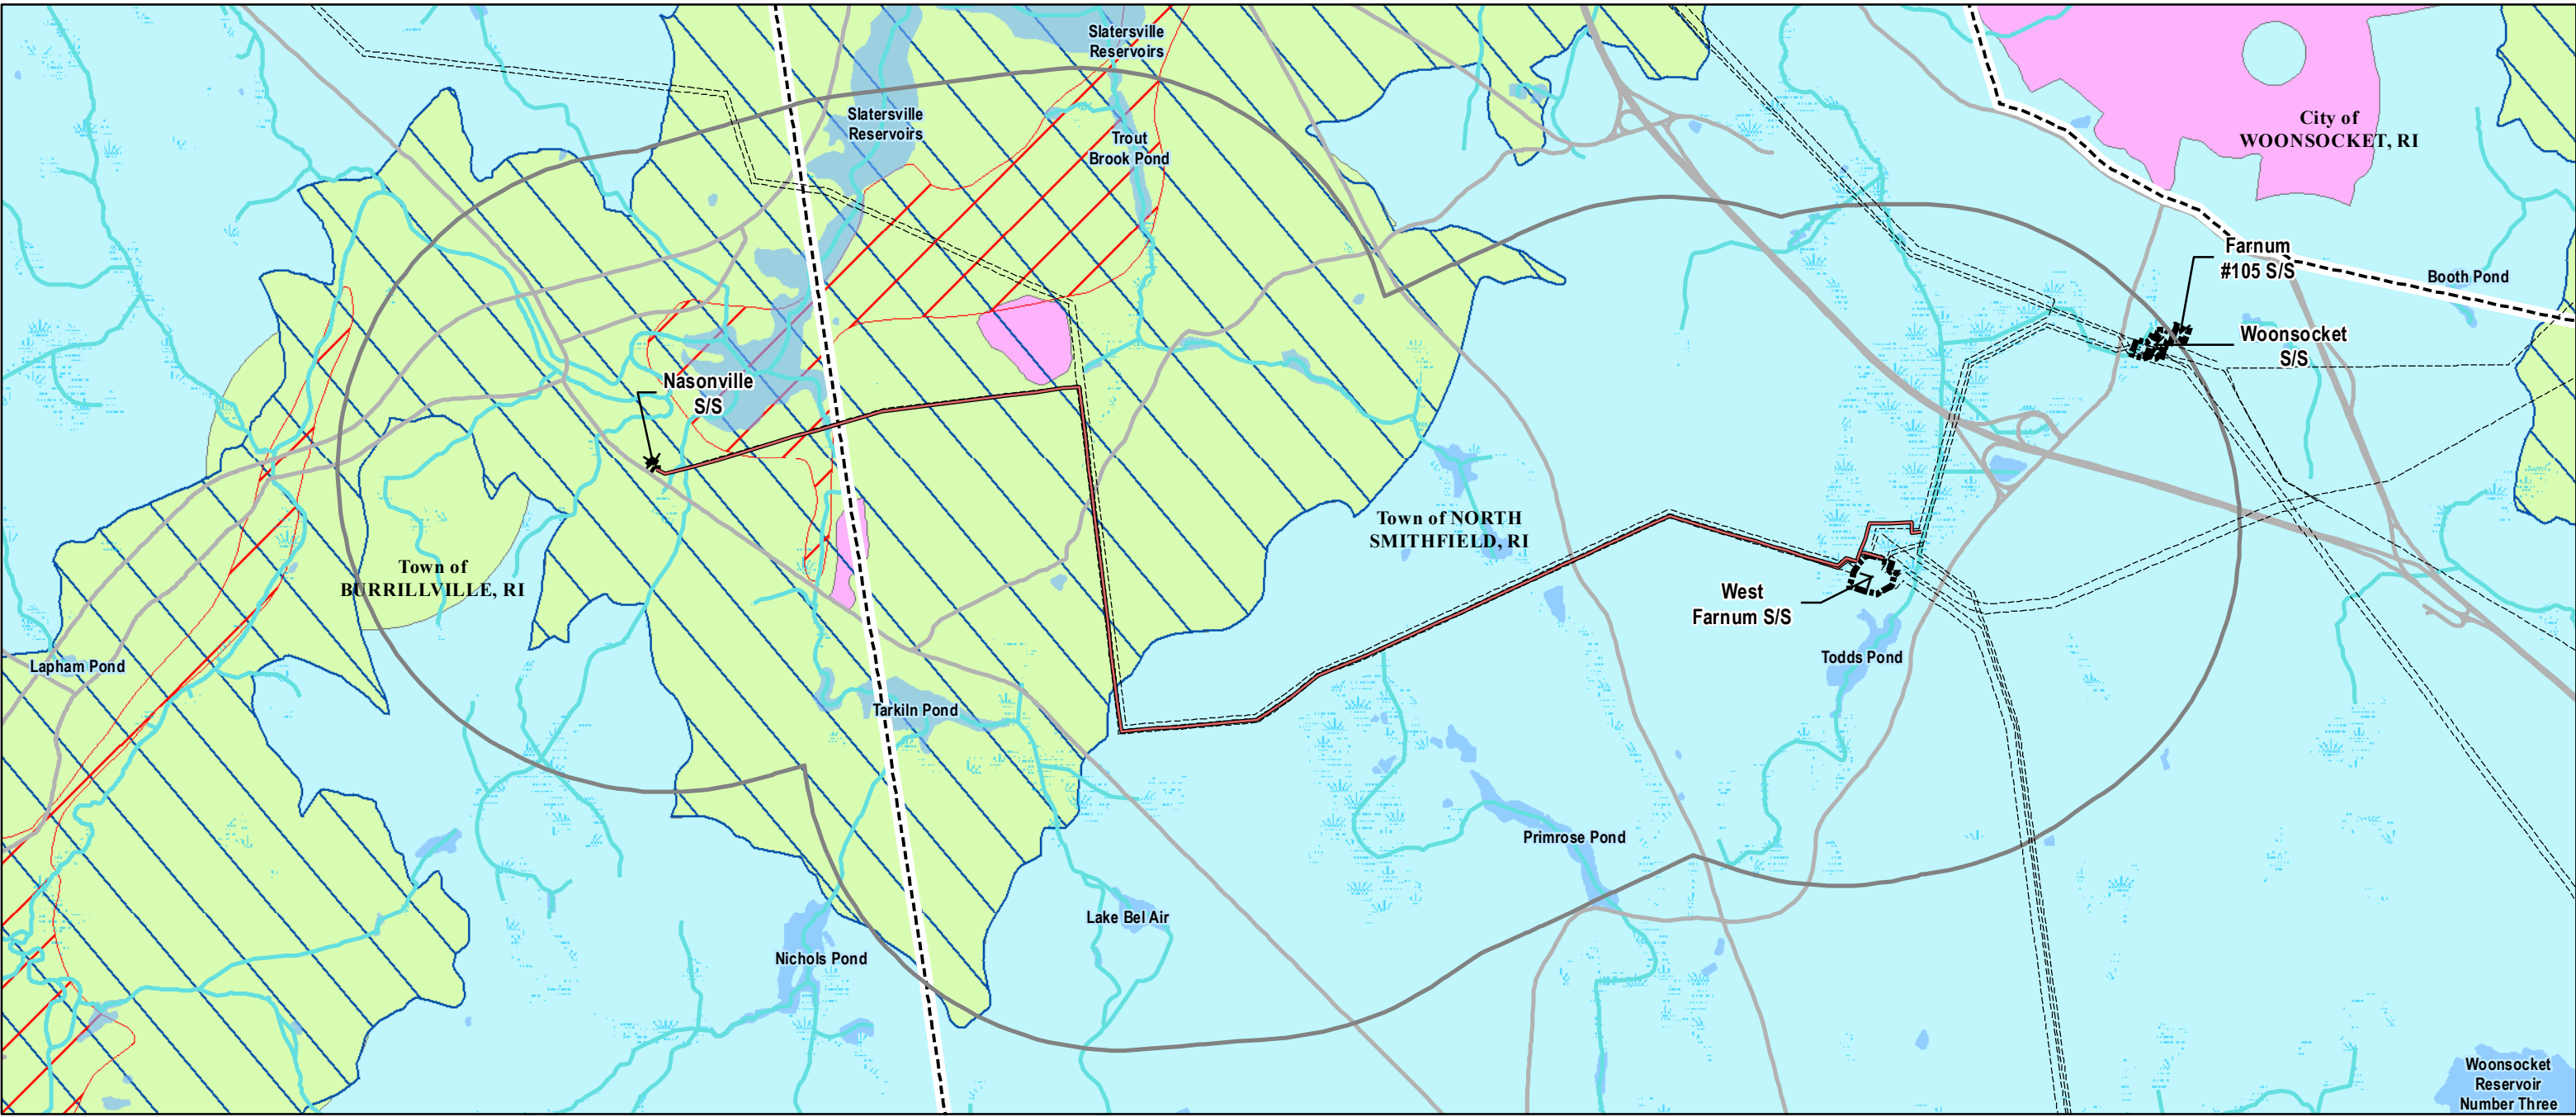 Slatersville
Reservoirs
Slatersville
Reservoirs
Trout
Brook Pond
City of
WOONSOCKET, RI
Farnum
#105 S/S
Booth Pond
Woonsocket
S/S
Nasonville
S/S
Town of NORTH
SMITHFIELD, RI
Town of
BURRILLVILLE, RI
West
Farnum S/S
Lapham Pond
Todds Pond
Tarkiln Pond
Primrose Pond
Lake Bel Air
Nichols Pond
Woonsocket
Reservoir
Number Three